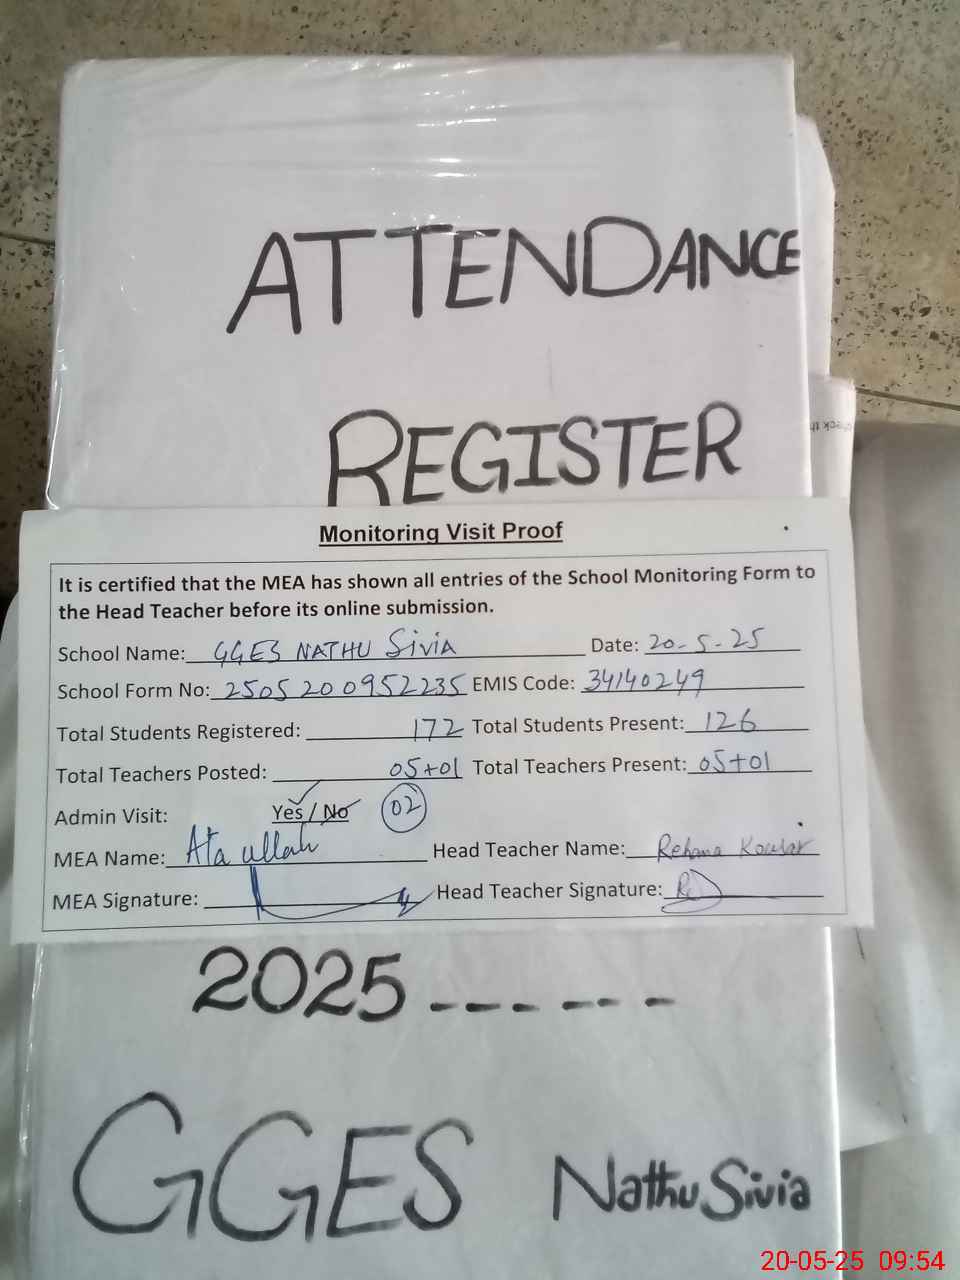 ATTENDANCE
REGISTER
Monitoring Visit Proof
It is certified that the MEA has shown all entries of the School Monitoring Form to
the Head Teacher before its online submission.
School Name: GGES NATHU Sivia Date: 20-5-25
School Form No: 2505200952235 EMIS Code: 34140249
Total Students Registered: 172 Total Students Present: 126
Total Teachers Posted: 05+01 Total Teachers Present: 05+01
Admin Visit: Yes / No 02
MEA Name: Ata ullah Head Teacher Name: Rehana Kousar
MEA Signature: Head Teacher Signature:
2025------
GGES Nathu Sivia
20-05-25 09:54